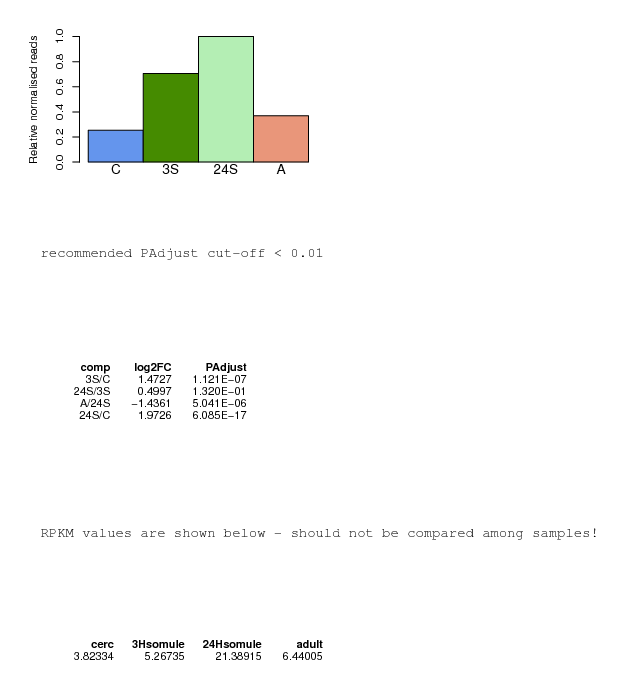 Relative normalised reads
1.0
0.8
0.6
0.4
0.2
0.0
C 3S 24S A
recommended PAdjust cut-off < 0.01
comp log2FC PAdjust
3S/C 1.4727 1.121E-07
24S/3S 0.4997 1.320E-01
A/24S -1.4361 5.041E-06
24S/C 1.9726 6.085E-17
RPKM values are shown below - should not be compared among samples!
cerc 3Hsomule 24Hsomule adult
3.82334 5.26735 21.38915 6.44005